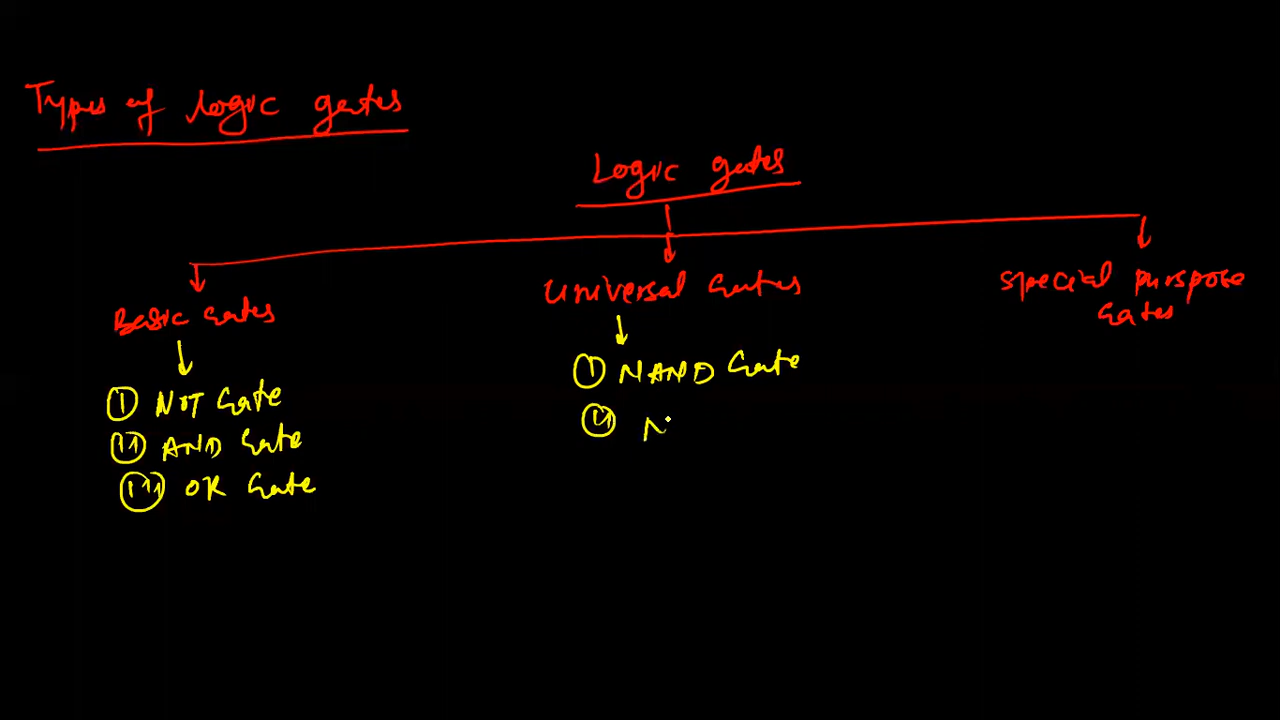 Types of logic gates
Logic gates
Basic Gates
Universal Gates
Special purspose
Gates
(i) NOT Gate
(ii) AND Gate
(iii) OR Gate
(i) NAND Gate
(ii) N